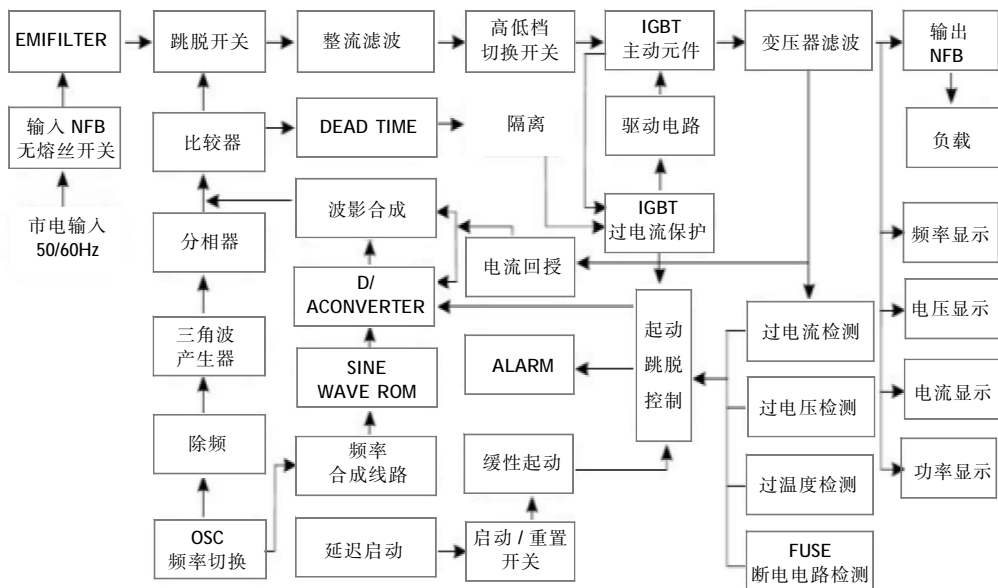 EMIFILTER
跳脱开关
整流滤波
高低档
切换开关
IGBT
主动元件
变压器滤波
输出
NFB
输入 NFB
无熔丝开关
比较器
DEAD TIME
隔离
驱动电路
负载
市电输入
50/60Hz
分相器
波影合成
电流回授
IGBT
过电流保护
频率显示
三角波
产生器
D/
ACONVERTER
起动
跳脱
控制
过电流检测
电压显示
SINE
WAVE ROM
ALARM
过电压检测
电流显示
除频
频率
合成线路
缓性起动
过温度检测
功率显示
OSC
频率切换
延迟启动
启动 / 重置
开关
FUSE
断电电路检测